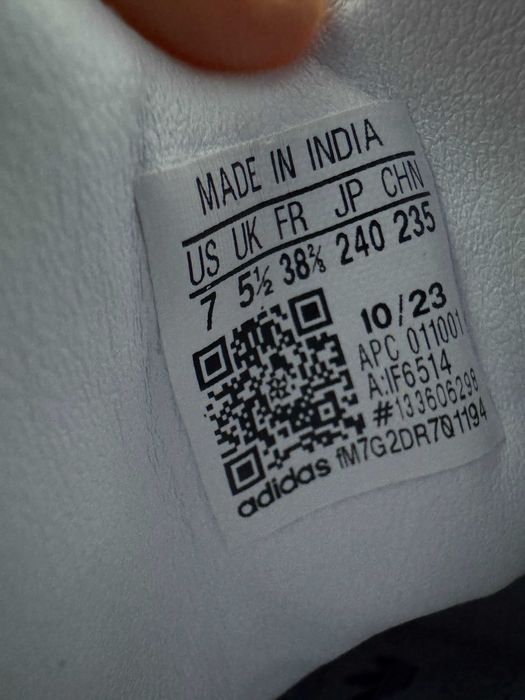 MADE IN INDIA
US UK FR JP CHN
7 5½ 38⅔ 240 235
10/23
APC 011001
A:IF6514
#133606298
adidas fM7G2DR7Q1194